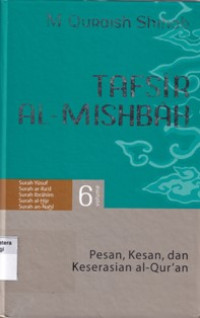 M Quraish Shihab
TAFSIR
AL-MISHBAH
Surah Yusuf
Surah ar-Ra'd
Surah Ibrahim
Surah al-Hijr
Surah an-Nahl
6
Pesan, Kesan, dan
Keserasian al-Qur'an